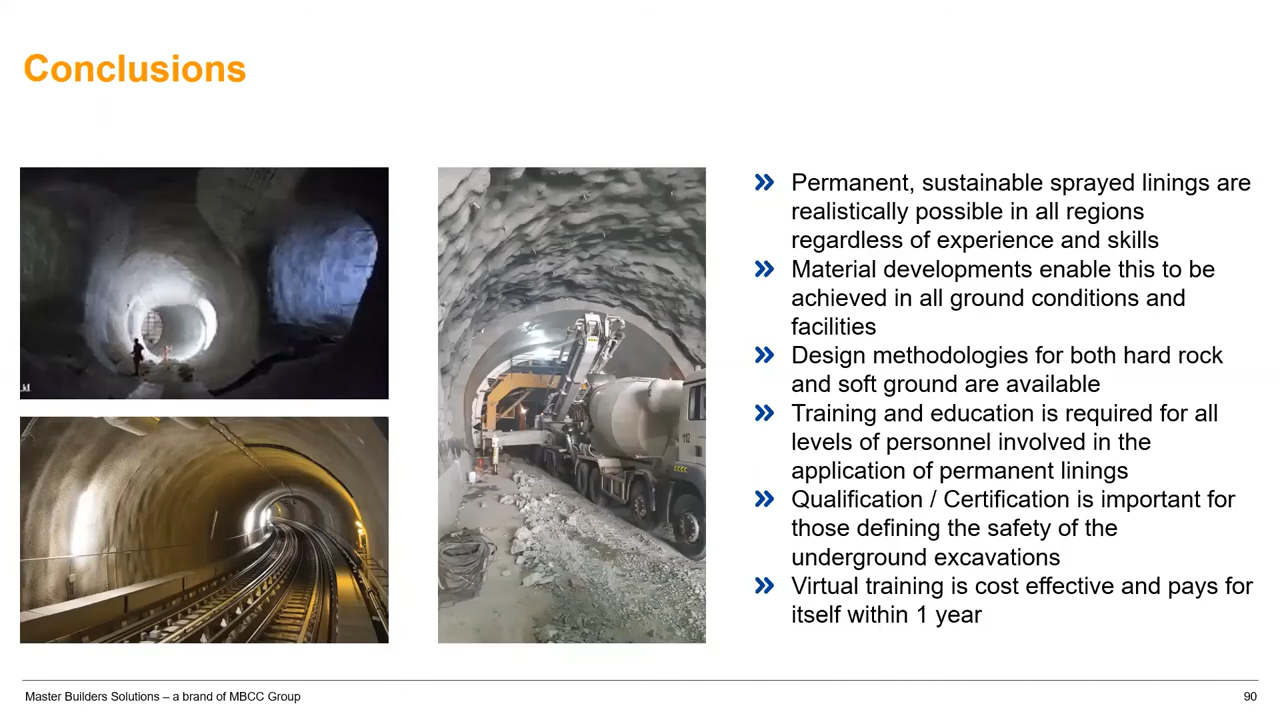 Conclusions
Permanent, sustainable sprayed linings are
realistically possible in all regions
regardless of experience and skills
Material developments enable this to be
achieved in all ground conditions and
facilities
Design methodologies for both hard rock
and soft ground are available
Training and education is required for all
levels of personnel involved in the
application of permanent linings
Qualification / Certification is important for
those defining the safety of the
underground excavations
Virtual training is cost effective and pays for
itself within 1 year
112
Master Builders Solutions – a brand of MBCC Group
90